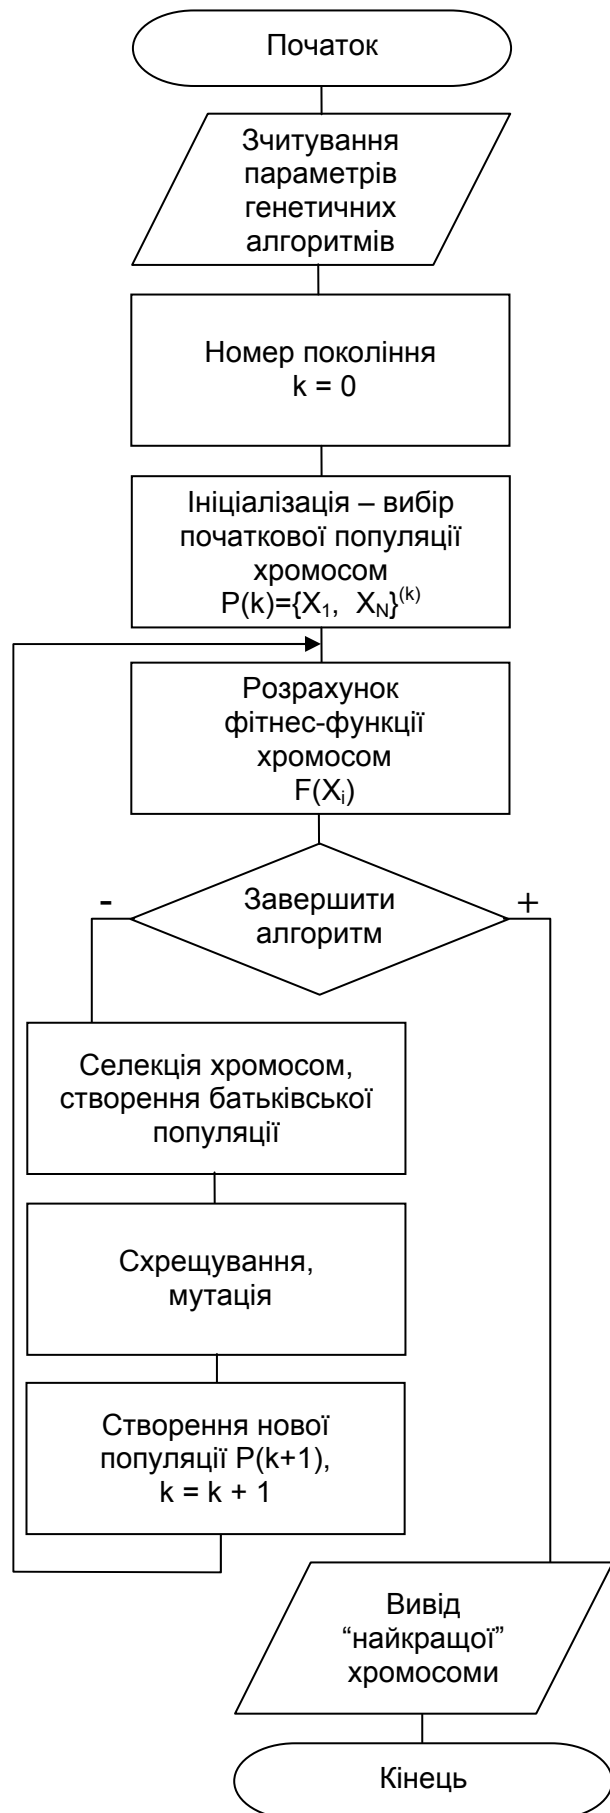 Початок
Зчитування
параметрів
генетичних
алгоритмів
Номер покоління
k = 0
Ініціалізація – вибір
початкової популяції
хромосом
P(k)={X₁, X_N}⁽ᵏ⁾
Розрахунок
фітнес-функції
хромосом
F(Xᵢ)
-
+
Завершити
алгоритм
Селекція хромосом,
створення батьківської
популяції
Схрещування,
мутація
Створення нової
популяції P(k+1),
k = k + 1
Вивід
“найкращої”
хромосоми
Кінець